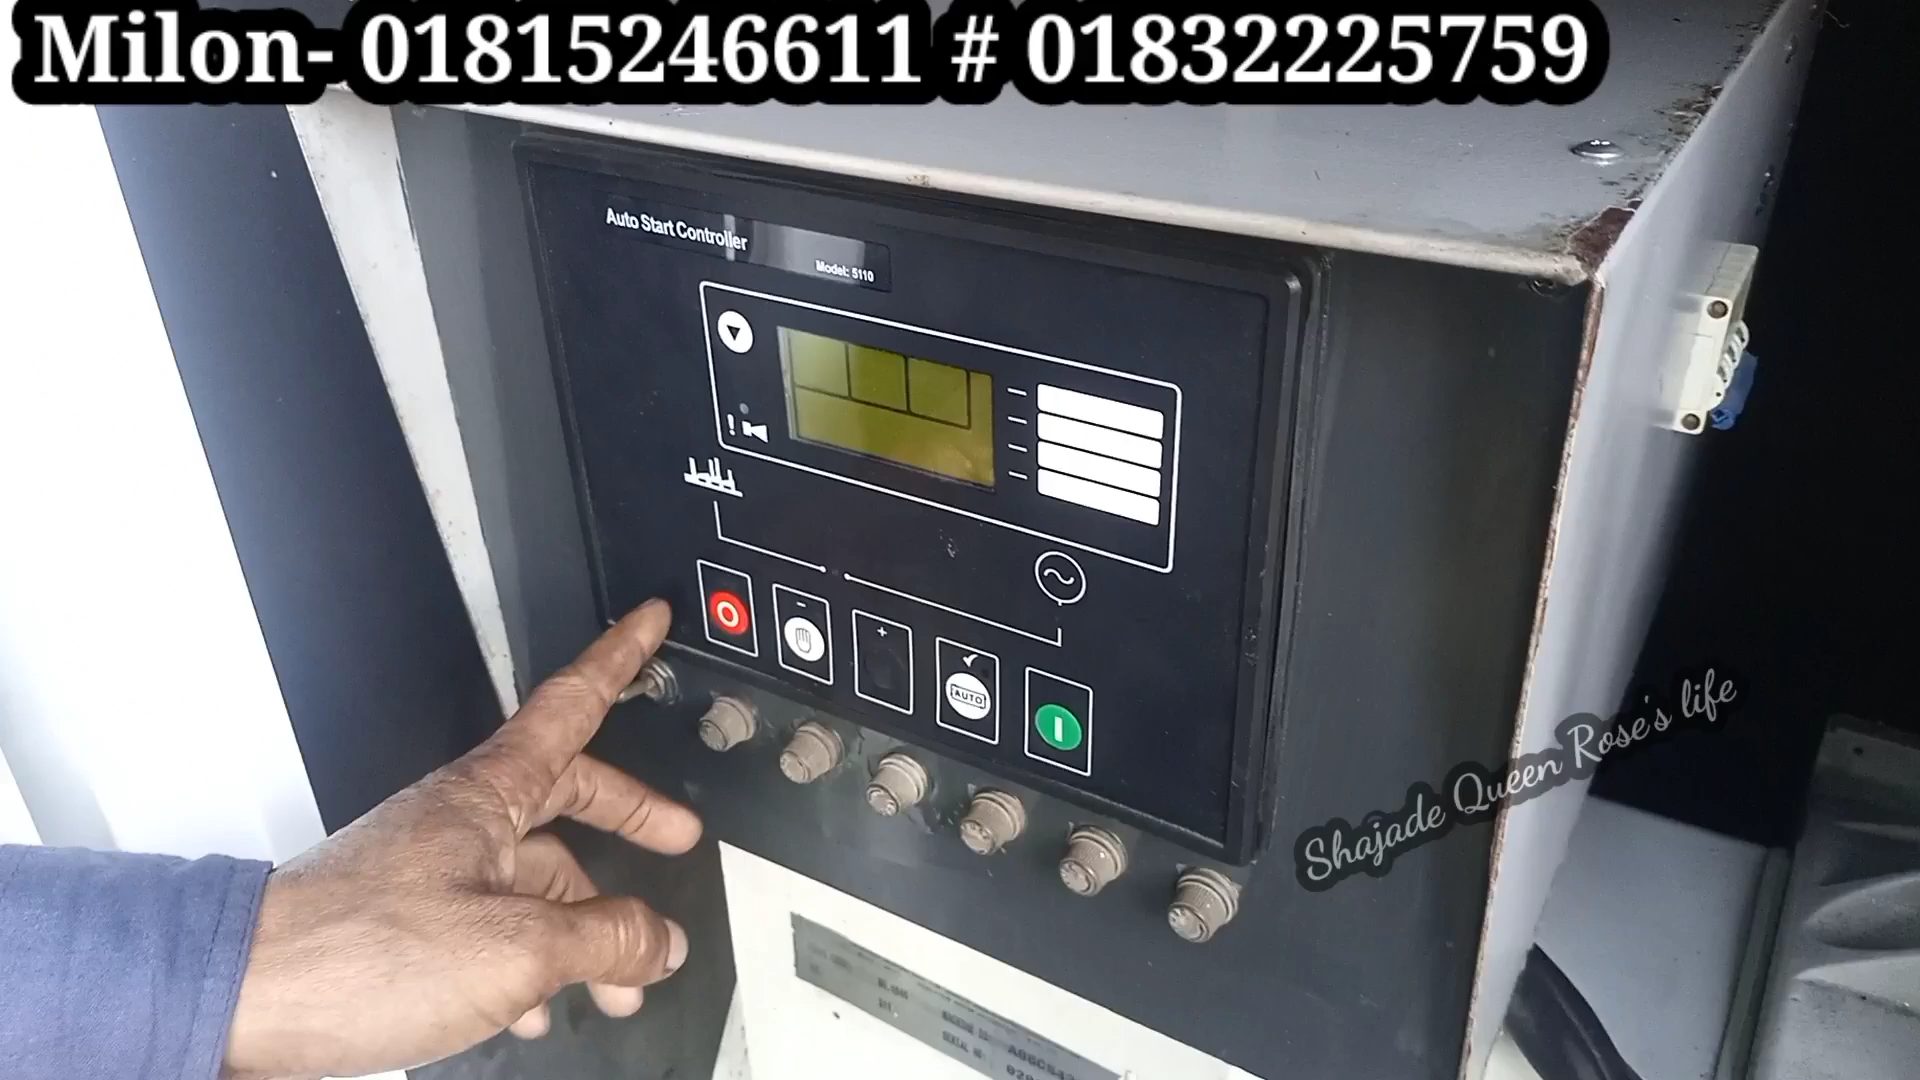 Milon- 01815246611 # 01832225759
Auto Start Controller
Model: 5110
AUTO
Shajade Queen Rose's life